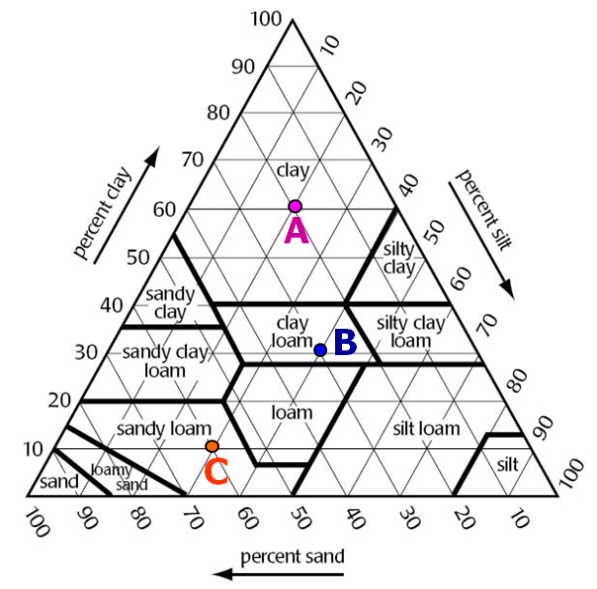 100
10
90
20
80
30
70
clay
40
percent clay
percent silt
60
A
50
50
silty
clay
60
sandy
clay
40
clay
loam
B
silty clay
loam
70
30
sandy clay
loam
80
20
sandy loam
loam
silt loam
90
10
C
loamy
sand
sand
silt
100
100
90
80
70
60
50
40
30
20
10
percent sand